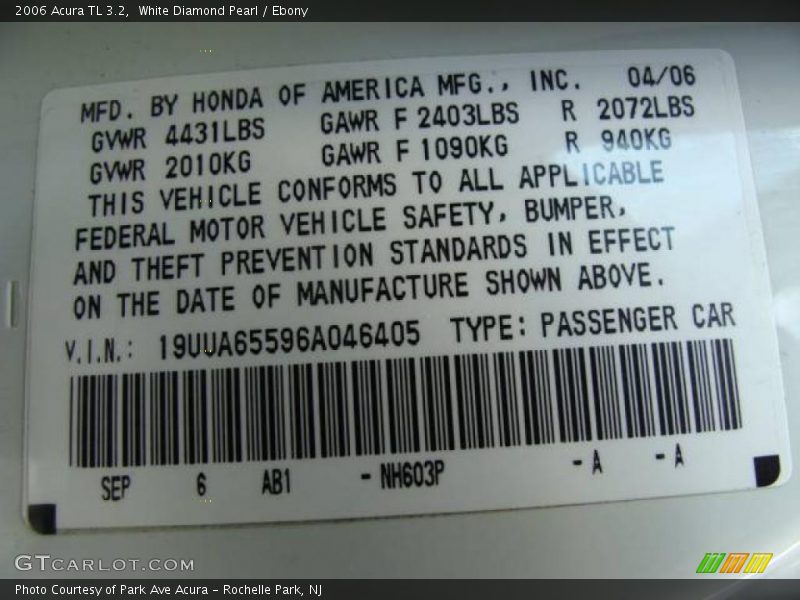 2006 Acura TL 3.2,  White Diamond Pearl / Ebony
MFD. BY HONDA OF AMERICA MFG., INC. 04/06
GVWR 4431LBS GAWR F 2403LBS R 2072LBS
GVWR 2010KG GAWR F 1090KG R 940KG
THIS VEHICLE CONFORMS TO ALL APPLICABLE
FEDERAL MOTOR VEHICLE SAFETY, BUMPER,
AND THEFT PREVENTION STANDARDS IN EFFECT
ON THE DATE OF MANUFACTURE SHOWN ABOVE.
V.I.N.: 19UUA65596A046405 TYPE: PASSENGER CAR
SEP 6 AB1 - NH603P - A - A
GTCARLOT.COM
Photo Courtesy of Park Ave Acura – Rochelle Park, NJ